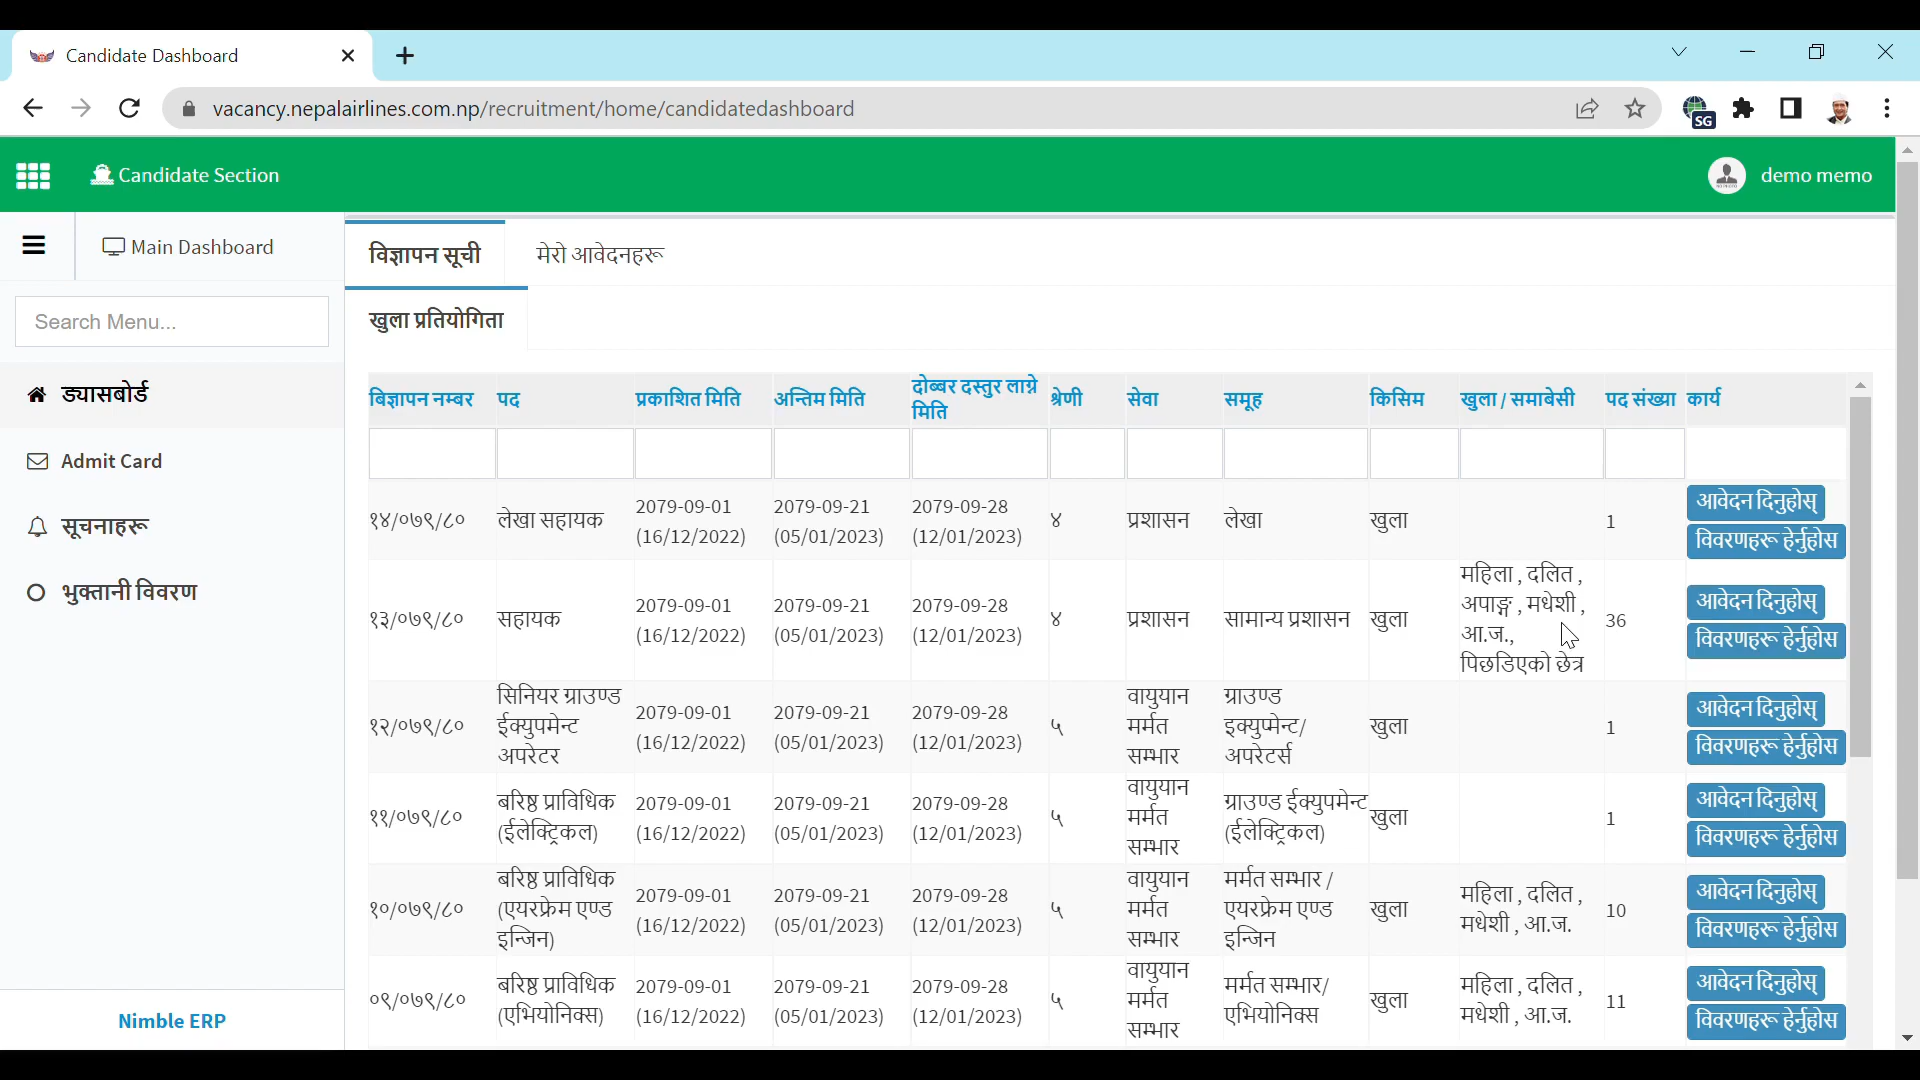 Candidate Dashboard
vacancy.nepalairlines.com.np/recruitment/home/candidatedashboard
SG
Candidate Section
demo memo
Main Dashboard
विज्ञापन सूची
मेरो आवेदनहरू
Search Menu...
खुला प्रतियोगिता
ड्यासबोर्ड
Admit Card
सूचनाहरू
भुक्तानी विवरण
Nimble ERP
बिज्ञापन नम्बर पद प्रकाशित मिति अन्तिम मिति दोब्बर दस्तुर लाग्ने मिति श्रेणी सेवा समूह किसिम खुला / समाबेसी पद संख्या कार्य
१४/०७९/८० लेखा सहायक 2079-09-01 (16/12/2022) 2079-09-21 (05/01/2023) 2079-09-28 (12/01/2023) ४ प्रशासन लेखा खुला 1 आवेदन दिनुहोस्
विवरणहरू हेर्नुहोस
१३/०७९/८० सहायक 2079-09-01 (16/12/2022) 2079-09-21 (05/01/2023) 2079-09-28 (12/01/2023) ४ प्रशासन सामान्य प्रशासन खुला महिला , दलित , अपाङ्ग , मधेशी , आ.ज., पिछडिएको छेत्र 36 आवेदन दिनुहोस्
विवरणहरू हेर्नुहोस
१२/०७९/८० सिनियर ग्राउण्ड ईक्युपमेन्ट अपरेटर 2079-09-01 (16/12/2022) 2079-09-21 (05/01/2023) 2079-09-28 (12/01/2023) ५ वायुयान मर्मत सम्भार ग्राउण्ड इक्युप्मेन्ट/ अपरेटर्स खुला 1 आवेदन दिनुहोस्
विवरणहरू हेर्नुहोस
११/०७९/८० बरिष्ठ प्राविधिक (ईलेक्ट्रिकल) 2079-09-01 (16/12/2022) 2079-09-21 (05/01/2023) 2079-09-28 (12/01/2023) ५ वायुयान मर्मत सम्भार ग्राउण्ड ईक्युपमेन्ट (ईलेक्ट्रिकल) खुला 1 आवेदन दिनुहोस्
विवरणहरू हेर्नुहोस
१०/०७९/८० बरिष्ठ प्राविधिक (एयरफ्रेम एण्ड इन्जिन) 2079-09-01 (16/12/2022) 2079-09-21 (05/01/2023) 2079-09-28 (12/01/2023) ५ वायुयान मर्मत सम्भार मर्मत सम्भार / एयरफ्रेम एण्ड इन्जिन खुला महिला , दलित , मधेशी , आ.ज. 10 आवेदन दिनुहोस्
विवरणहरू हेर्नुहोस
०९/०७९/८० बरिष्ठ प्राविधिक (एभियोनिक्स) 2079-09-01 (16/12/2022) 2079-09-21 (05/01/2023) 2079-09-28 (12/01/2023) ५ वायुयान मर्मत सम्भार मर्मत सम्भार/ एभियोनिक्स खुला महिला , दलित , मधेशी , आ.ज. 11 आवेदन दिनुहोस्
विवरणहरू हेर्नुहोस